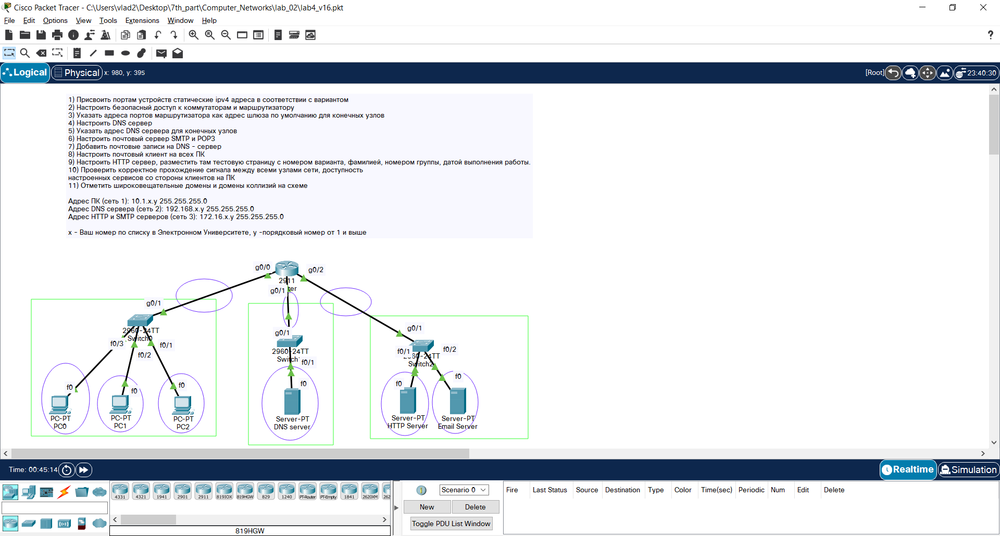 Cisco Packet Tracer - C:\Users\vlad2\Desktop\7th_part\Computer_Networks\lab_02\lab4_v16.pkt
File Edit Options View Tools Extensions Window Help
?
Logical Physical x: 980, y: 395 [Root] 23:40:30
1) Присвоить портам устройств статические ipv4 адреса в соответствии с вариантом
2) Настроить безопасный доступ к коммутаторам и маршрутизатору
3) Указать адреса портов маршрутизатора как адрес шлюза по умолчанию для конечных узлов
4) Настроить DNS сервер
5) Указать адрес DNS сервера для конечных узлов
6) Настроить почтовый сервер SMTP и POP3
7) Добавить почтовые записи на DNS - сервер
8) Настроить почтовый клиент на всех ПК
9) Настроить HTTP сервер, разместить там тестовую страницу с номером варианта, фамилией, номером группы, датой выполнения работы.
10) Проверить корректное прохождение сигнала между всеми узлами сети, доступность
настроенных сервисов со стороны клиентов на ПК
11) Отметить широковещательные домены и домены коллизий на схеме
Адрес ПК (сеть 1): 10.1.x.y 255.255.255.0
Адрес DNS сервера (сеть 2): 192.168.x.y 255.255.255.0
Адрес HTTP и SMTP серверов (сеть 3): 172.16.x.y 255.255.255.0
x - Ваш номер по списку в Электронном Университете, y -порядковый номер от 1 и выше
g0/0 g0/2
2911
g0/1 ter
g0/1
2960-24TT
Switch0
f0/3 f0/1
f0/2
f0 f0 f0
PC-PT
PC0
PC-PT
PC1
PC-PT
PC2
g0/1
2960-24TT
Switch
f0/1
f0
Server-PT
DNS server
g0/1
f0/1 f0/2
60-24TT
Switch2
f0 f0
Server-PT
HTTP Server
Server-PT
Email Server
Time: 00:45:14 Realtime Simulation
4331 4321 1941 2901 2911 819IOX 819HGW 829 1240 PT-Router PT-Empty 1841 2620XM 262
819HGW
Scenario 0
New Delete
Toggle PDU List Window
Fire Last Status Source Destination Type Color Time(sec) Periodic Num Edit Delete